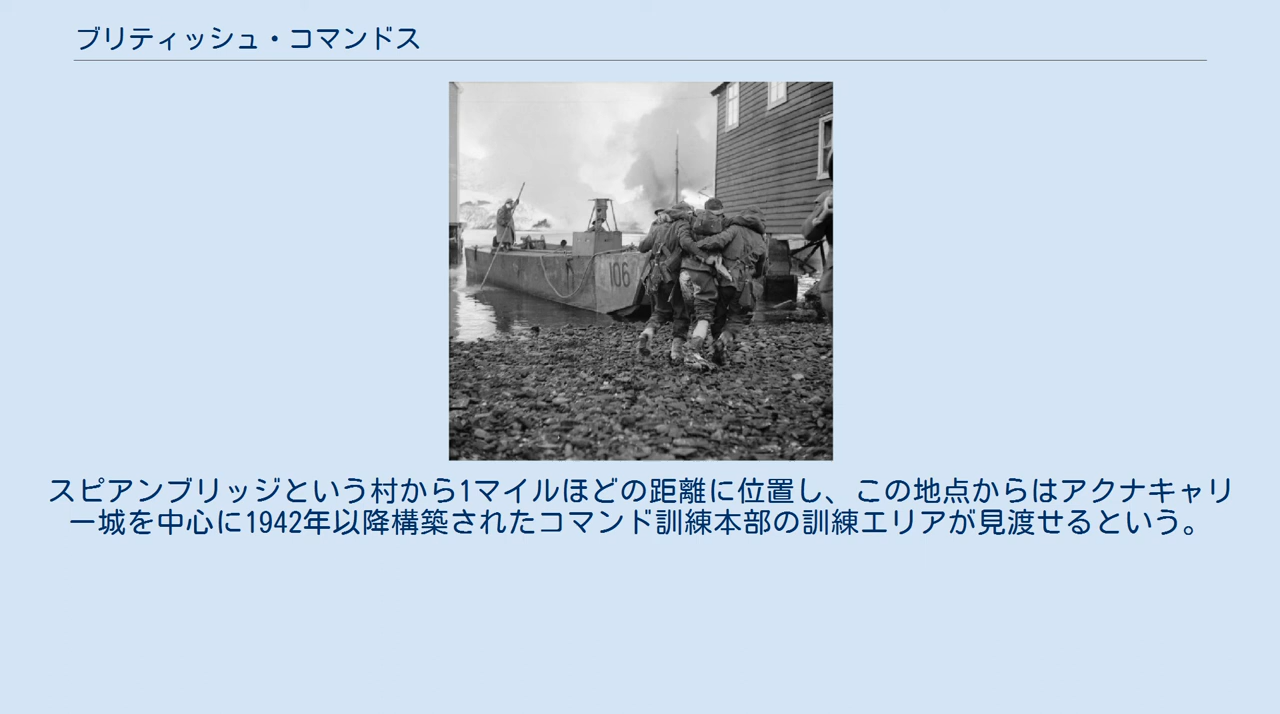 ブリティッシュ・コマンドス
106
スピアンブリッジという村から1マイルほどの距離に位置し、この地点からはアクナキャリ
ー城を中心に1942年以降構築されたコマンド訓練本部の訓練エリアが見渡せるという。